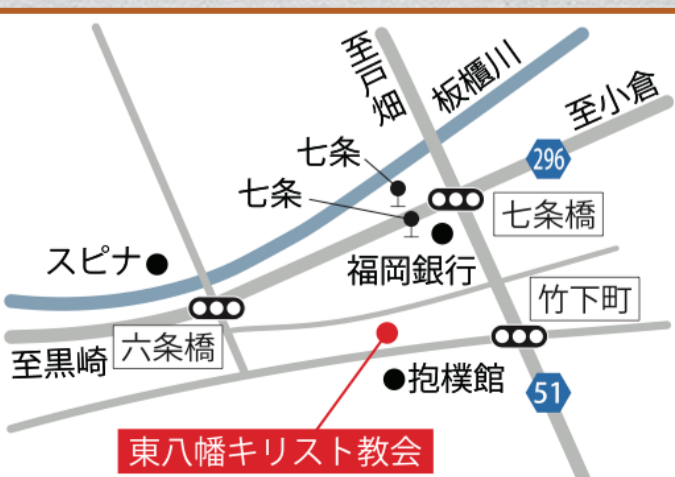 至戸畑
板櫃川
至小倉
296
七条
七条
七条橋
スピナ
福岡銀行
竹下町
六条橋
至黒崎
抱樸館
51
東八幡キリスト教会